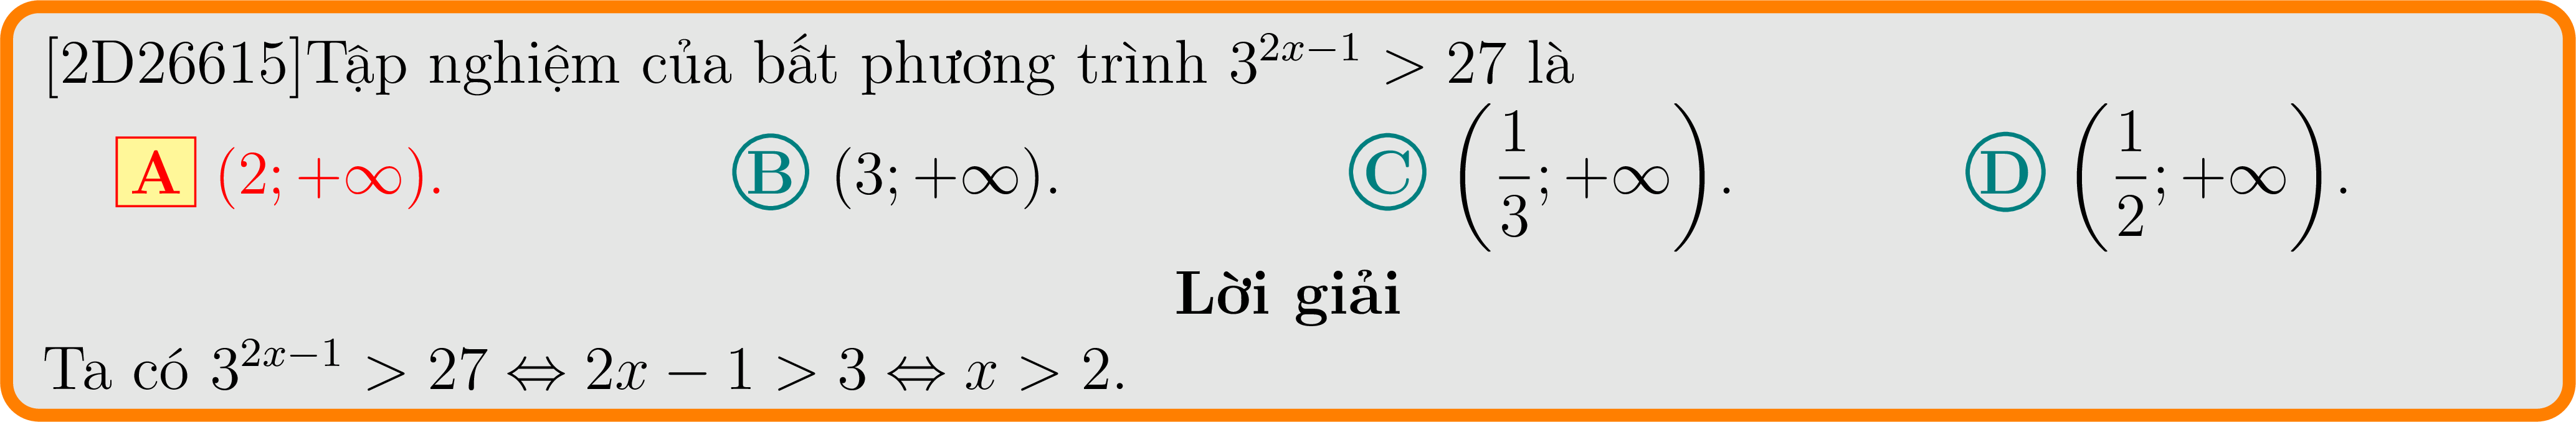 [2D26615]Tập nghiệm của bất phương trình $3^{2x-1} > 27$ là
A $(2; +\infty)$. B $(3; +\infty)$. C $\left(\frac{1}{3}; +\infty\right)$. D $\left(\frac{1}{2}; +\infty\right)$.
Lời giải
Ta có $3^{2x-1} > 27 \Leftrightarrow 2x - 1 > 3 \Leftrightarrow x > 2$.